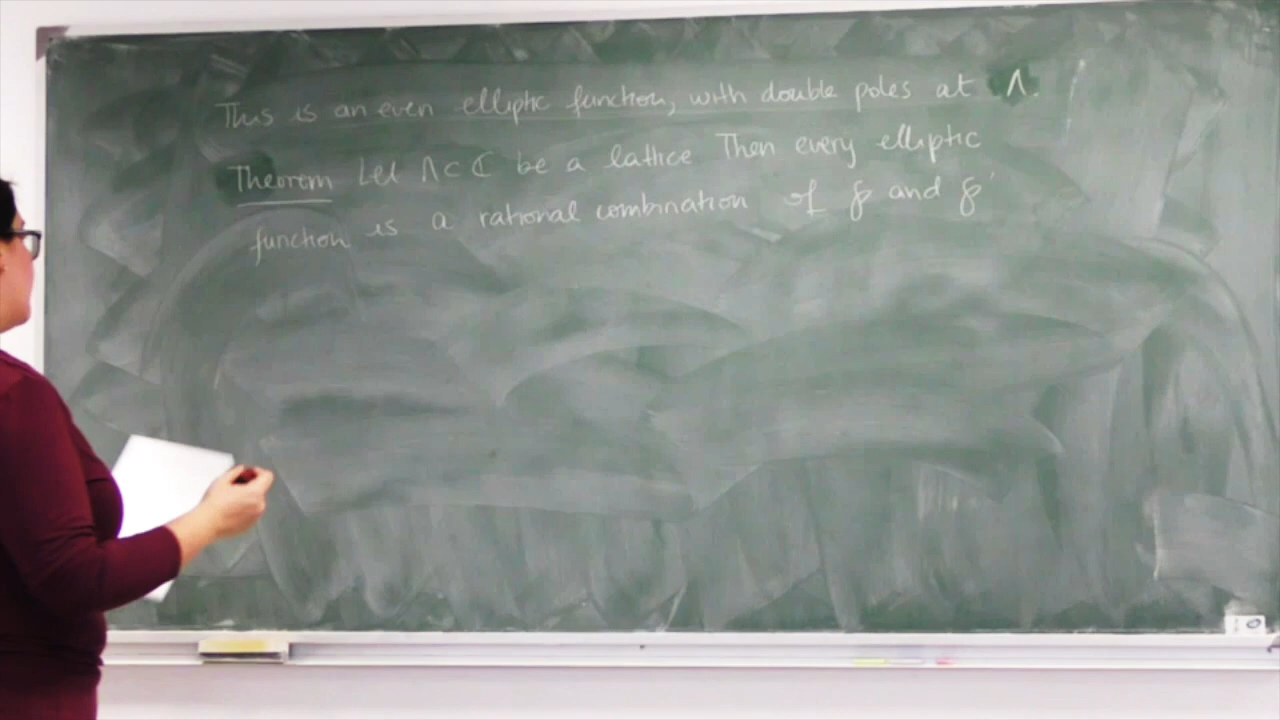 This is an even elliptic function, with double poles at Λ.
Theorem Let Λ⊂ℂ be a lattice Then every elliptic
function is a rational combination of ℘ and ℘'